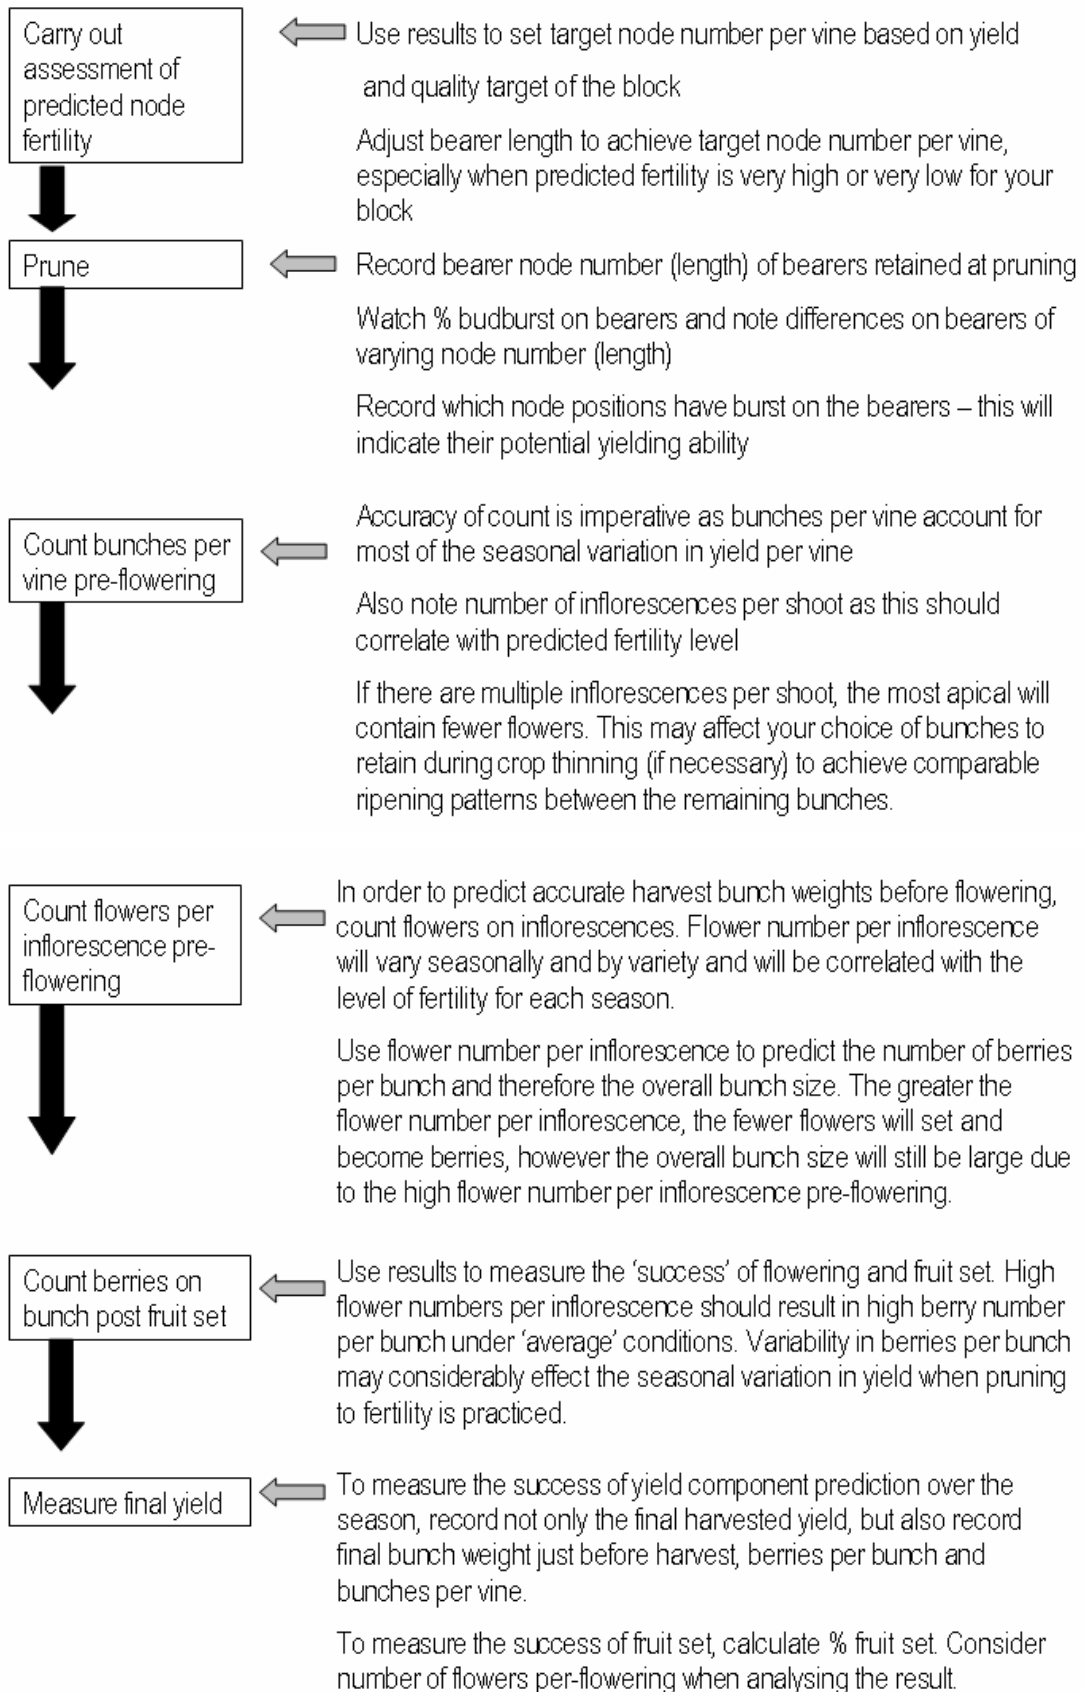 Carry out
assessment of
predicted node
fertility
Use results to set target node number per vine based on yield
and quality target of the block
Adjust bearer length to achieve target node number per vine,
especially when predicted fertility is very high or very low for your
block
Prune
Record bearer node number (length) of bearers retained at pruning
Watch % budburst on bearers and note differences on bearers of
varying node number (length)
Record which node positions have burst on the bearers – this will
indicate their potential yielding ability
Count bunches per
vine pre-flowering
Accuracy of count is imperative as bunches per vine account for
most of the seasonal variation in yield per vine
Also note number of inflorescences per shoot as this should
correlate with predicted fertility level
If there are multiple inflorescences per shoot, the most apical will
contain fewer flowers. This may affect your choice of bunches to
retain during crop thinning (if necessary) to achieve comparable
ripening patterns between the remaining bunches.
Count flowers per
inflorescence pre-
flowering
In order to predict accurate harvest bunch weights before flowering,
count flowers on inflorescences. Flower number per inflorescence
will vary seasonally and by variety and will be correlated with the
level of fertility for each season.
Use flower number per inflorescence to predict the number of berries
per bunch and therefore the overall bunch size. The greater the
flower number per inflorescence, the fewer flowers will set and
become berries, however the overall bunch size will still be large due
to the high flower number per inflorescence pre-flowering.
Count berries on
bunch post fruit set
Use results to measure the ‘success’ of flowering and fruit set. High
flower numbers per inflorescence should result in high berry number
per bunch under ‘average’ conditions. Variability in berries per bunch
may considerably effect the seasonal variation in yield when pruning
to fertility is practiced.
Measure final yield
To measure the success of yield component prediction over the
season, record not only the final harvested yield, but also record
final bunch weight just before harvest, berries per bunch and
bunches per vine.
To measure the success of fruit set, calculate % fruit set. Consider
number of flowers per-flowering when analysing the result.